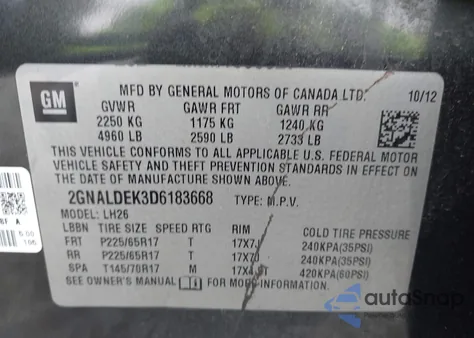 GM
MFD BY GENERAL MOTORS OF CANADA LTD. 10/12
GVWR GAWR FRT GAWR RR
2250 KG 1175 KG 1240 KG
4960 LB 2590 LB 2733 LB
THIS VEHICLE CONFORMS TO ALL APPLICABLE U.S. FEDERAL MOTOR
VEHICLE SAFETY AND THEFT PREVENTION STANDARDS IN EFFECT ON
THE DATE OF MANUFACTURE SHOWN ABOVE.
2GNALDEK3D6183668 TYPE: M.P.V.
MODEL: LH26
LBBN TIRE SIZE SPEED RTG RIM COLD TIRE PRESSURE
FRT P225/65R17 T 17X7J 240KPA(35PSI)
RR P225/65R17 T 17X7J 240KPA(35PSI)
SPA T145/70R17 M 420KPA(60PSI)
SEE OWNER'S MANUAL FOR MORE INFORMATION.
autoSnap